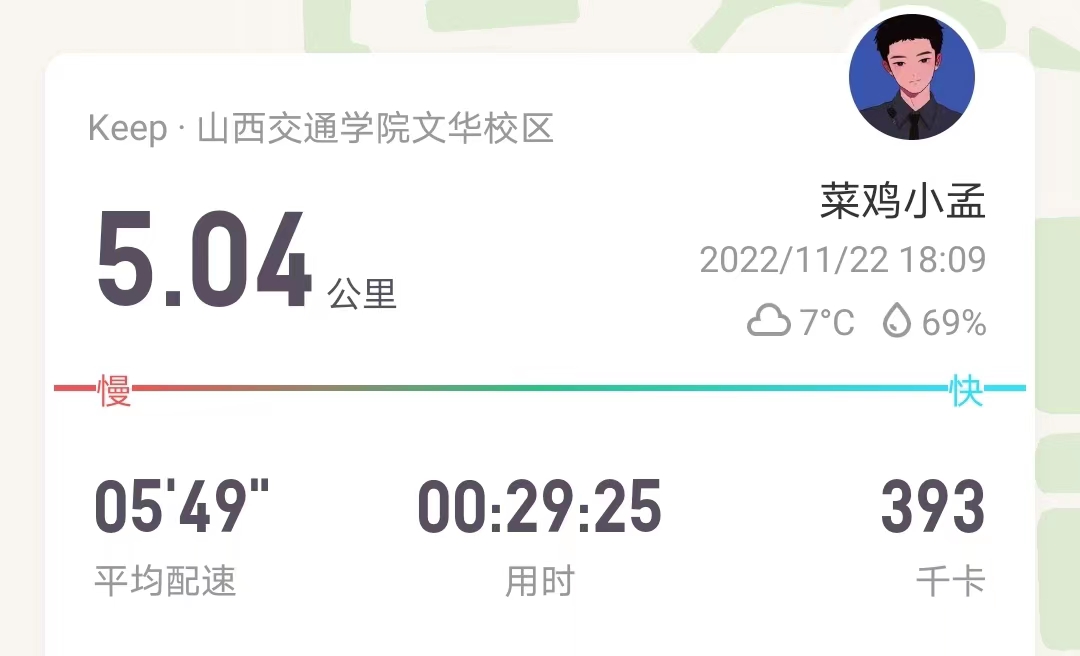 Keep · 山西交通学院文华校区
菜鸡小孟
5.04 公里
2022/11/22 18:09
7°C 69%
慢 快
05'49" 00:29:25 393
平均配速 用时 千卡